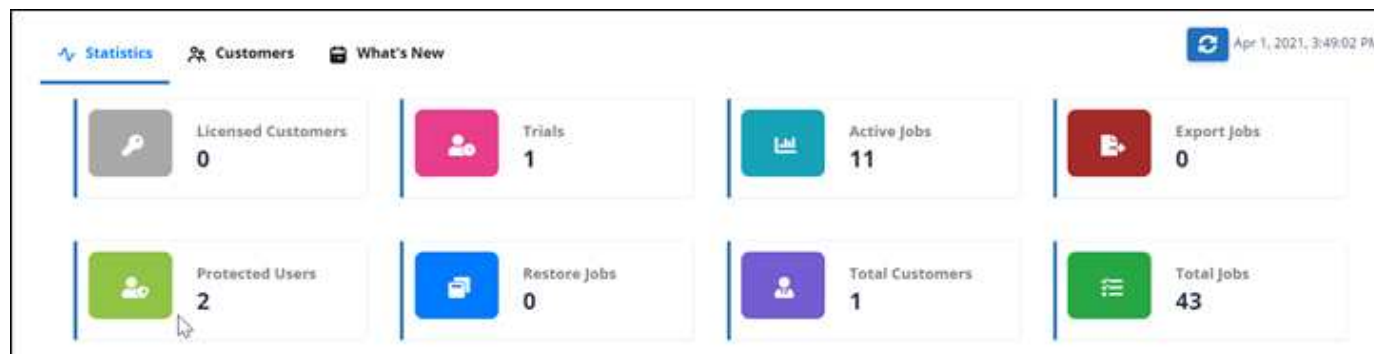 Statistics Customers What's New Apr 1, 2021, 3:49:02 PM
Licensed Customers
0
Trials
1
Active Jobs
11
Export Jobs
0
Protected Users
2
Restore Jobs
0
Total Customers
1
Total Jobs
43